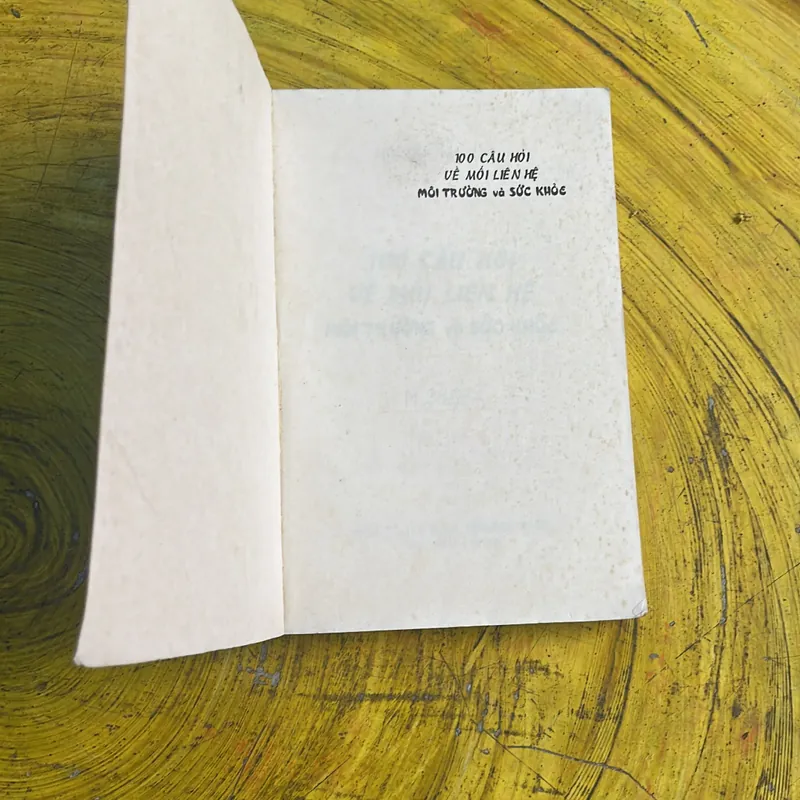 100 CÂU HỎI
VỀ MỐI LIÊN HỆ
MÔI TRƯỜNG và SỨC KHỎE